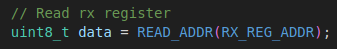 // Read rx register
uint8_t data = READ_ADDR(RX_REG_ADDR);